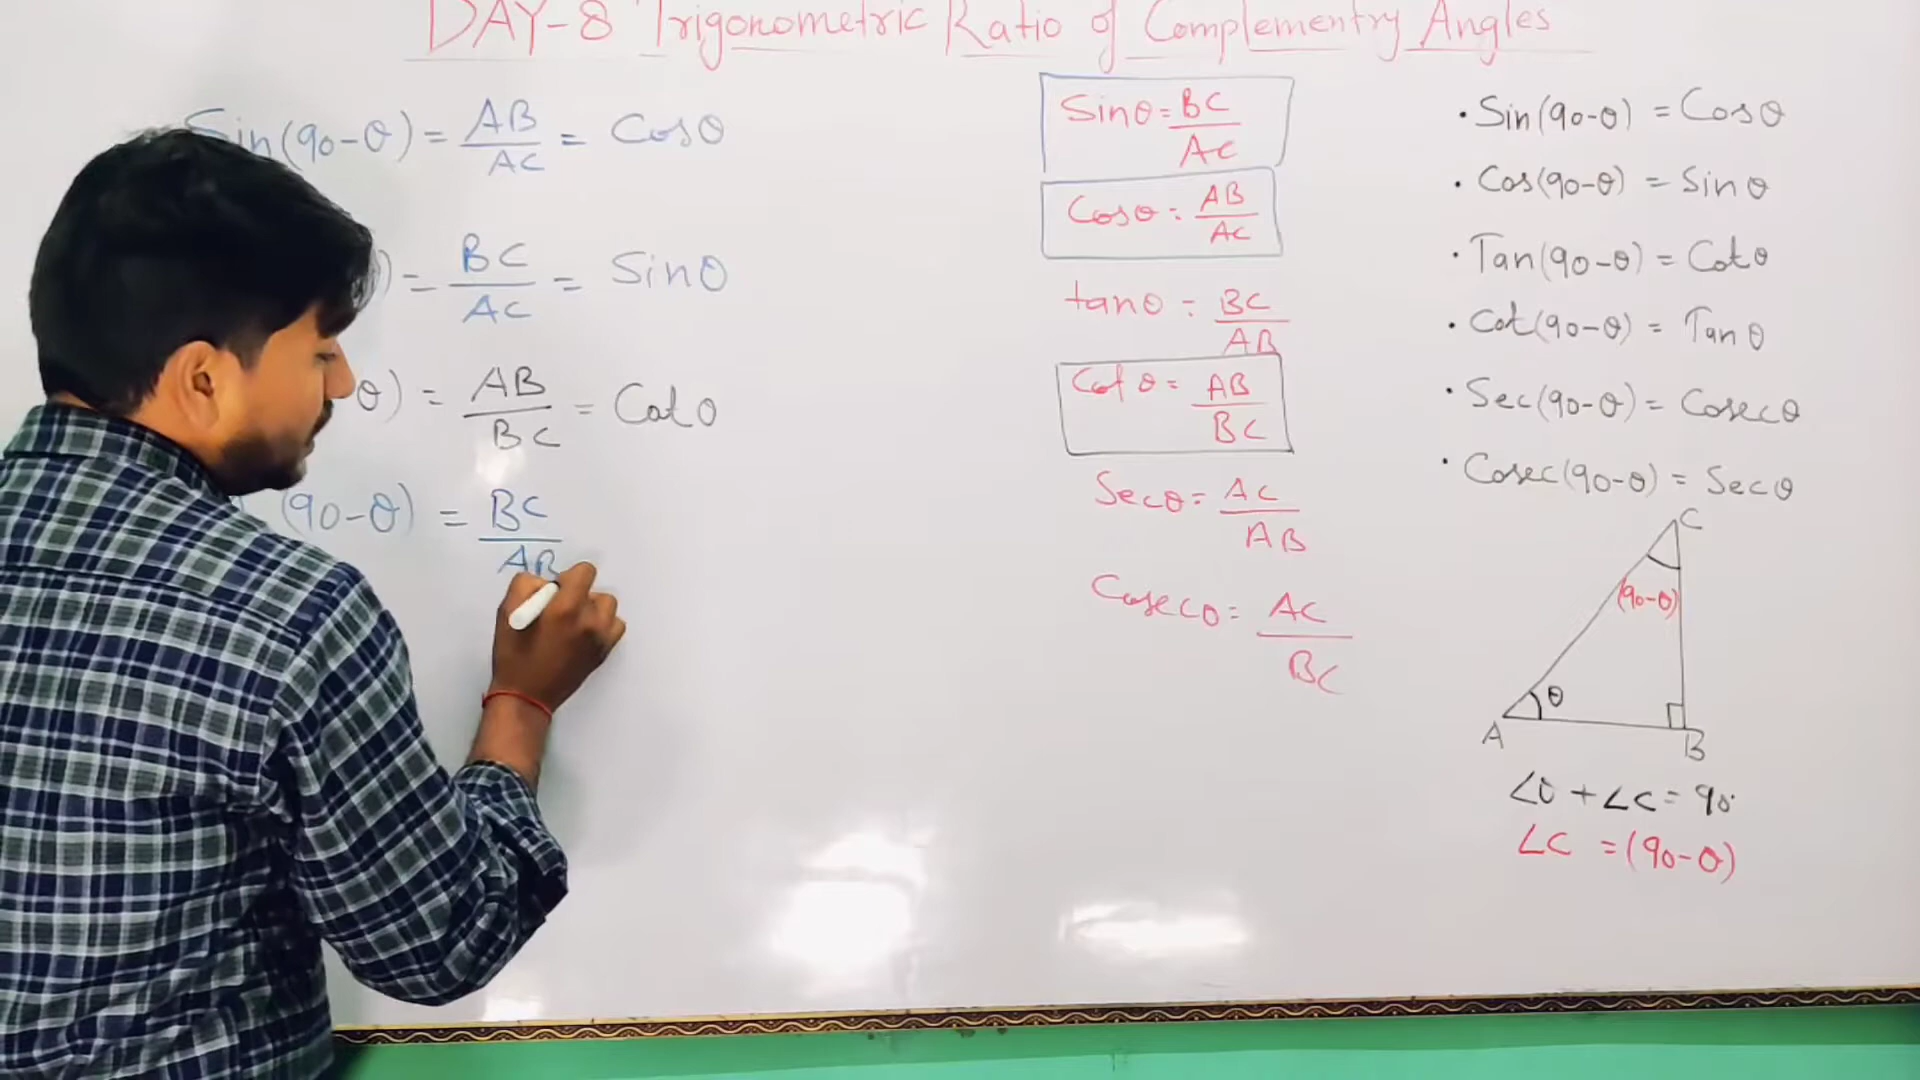 DAY-8 Trigonometric Ratio of Complementry Angles
Sin(90-θ) = AB/AC = Cosθ
) = BC/AC = Sinθ
θ) = AB/BC = Cotθ
(90-θ) = BC/AB
Sinθ = BC/AC
Cosθ = AB/AC
tanθ = BC/AB
Cotθ = AB/BC
Secθ = AC/AB
Cosecθ = AC/BC
• Sin(90-θ) = Cosθ
• Cos(90-θ) = Sinθ
• Tan(90-θ) = Cotθ
• Cot(90-θ) = Tanθ
• Sec(90-θ) = Cosecθ
• Cosec(90-θ) = Secθ
C
(90-θ)
θ
A
B
∠θ + ∠C = 90°
∠C = (90-θ)